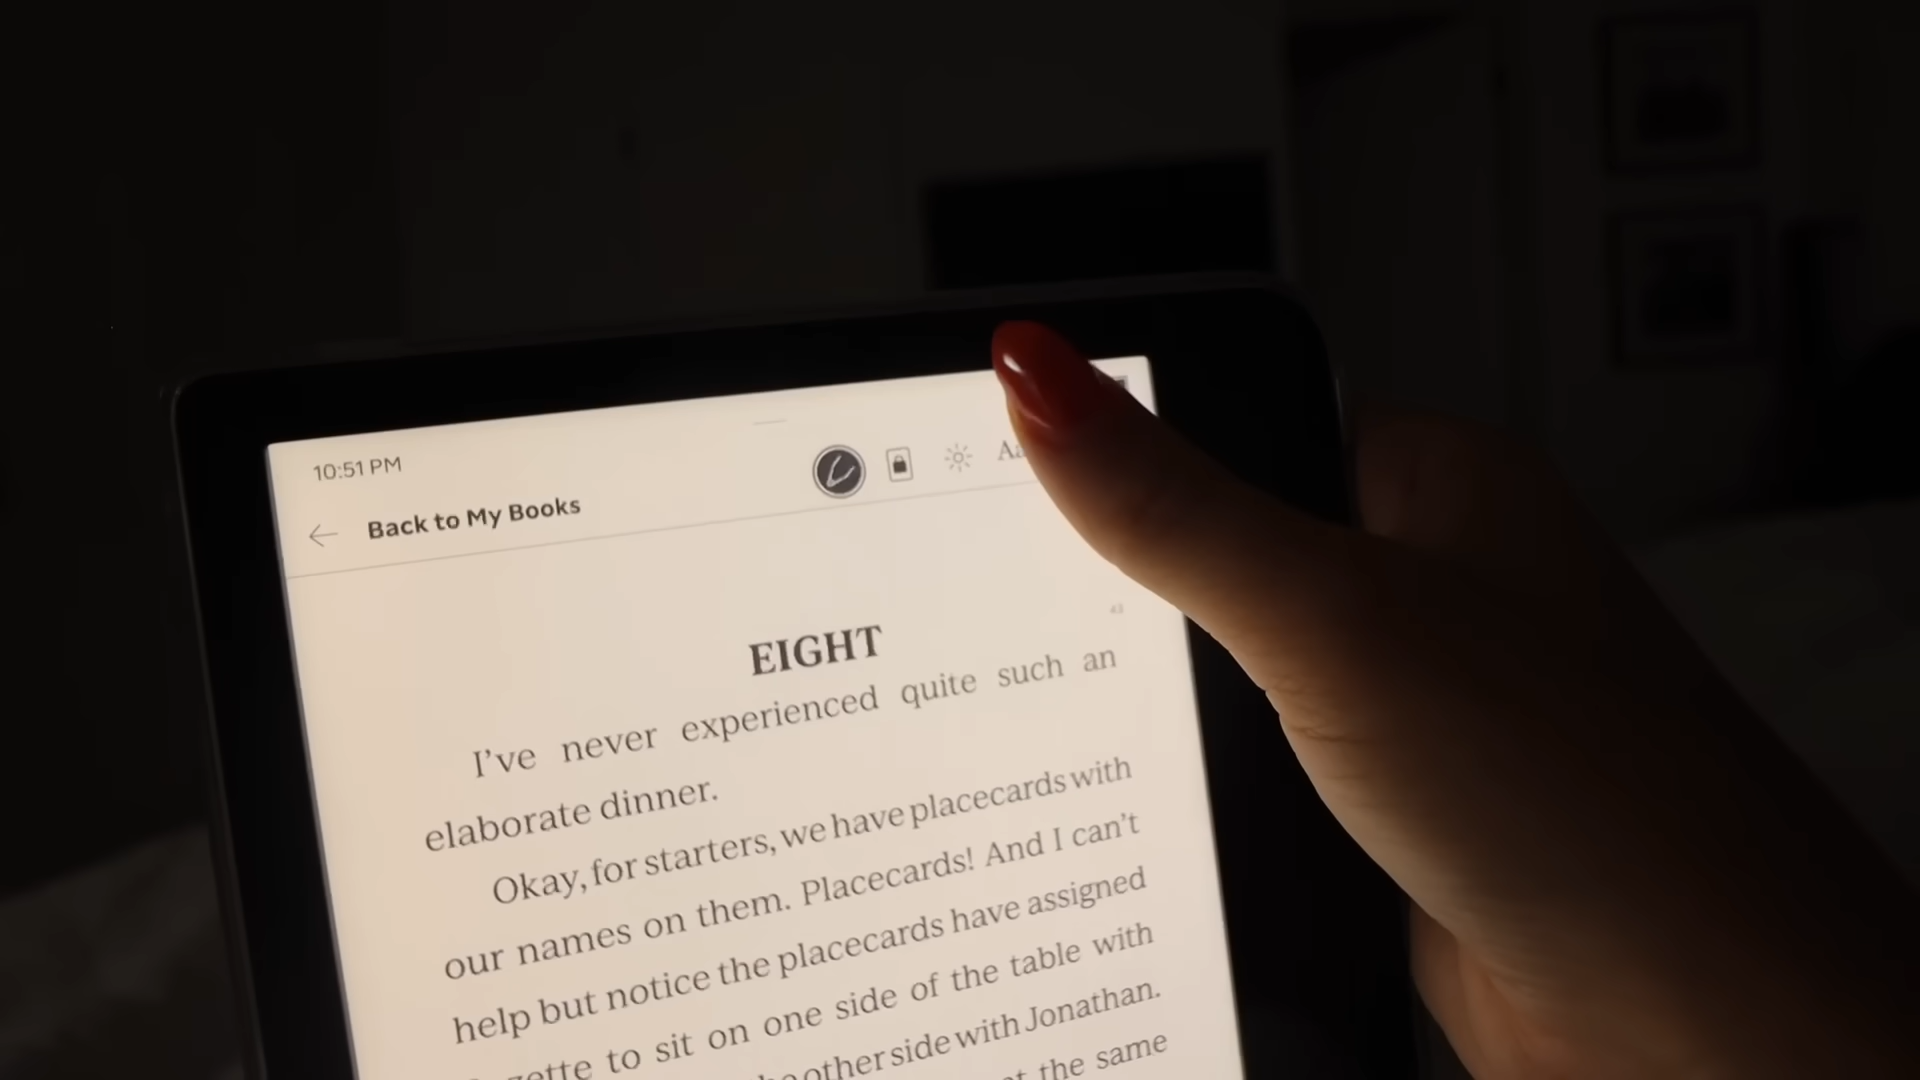 10:51 PM
Aa
Back to My Books
43
EIGHT
I've never experienced quite such an
elaborate dinner.
Okay, for starters, we have placecards with
our names on them. Placecards! And I can't
help but notice the placecards have assigned
to sit on one side of the table with
other side with Jonathan.
the same